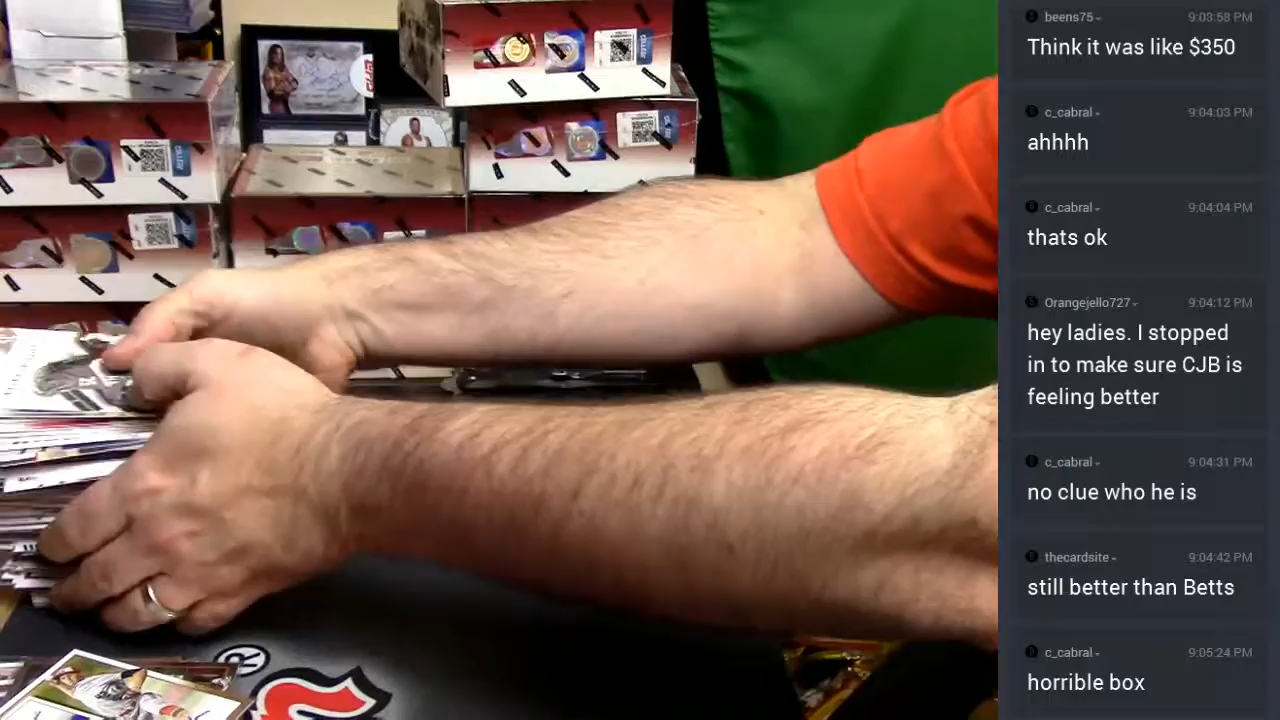 beens75
9:03:58 PM
Think it was like $350
c_cabral
9:04:03 PM
ahhhh
c_cabral
9:04:04 PM
thats ok
Orangejello727
9:04:12 PM
hey ladies. I stopped
in to make sure CJB is
feeling better
c_cabral
9:04:31 PM
no clue who he is
thecardsite
9:04:42 PM
still better than Betts
c_cabral
9:05:24 PM
horrible box
®